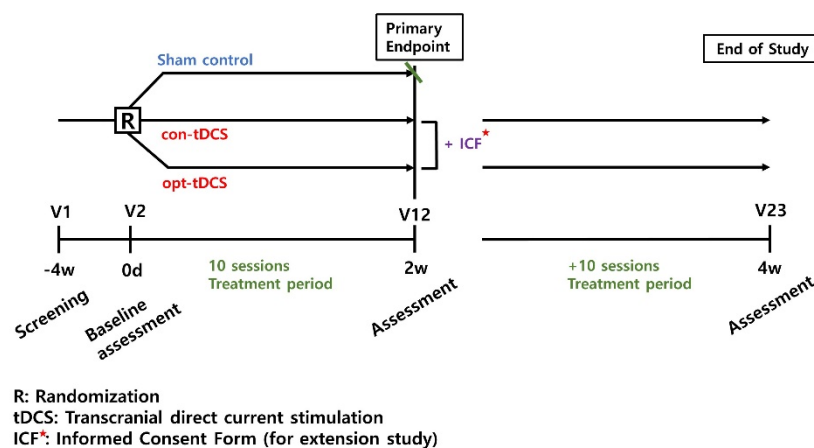 Primary
Endpoint
End of Study
Sham control
R
con-tDCS
+ ICF*
opt-tDCS
V1
V2
V12
V23
-4w
0d
10 sessions
Treatment period
2w
+10 sessions
Treatment period
4w
Screening
Baseline
assessment
Assessment
Assessment
R: Randomization
tDCS: Transcranial direct current stimulation
ICF*: Informed Consent Form (for extension study)